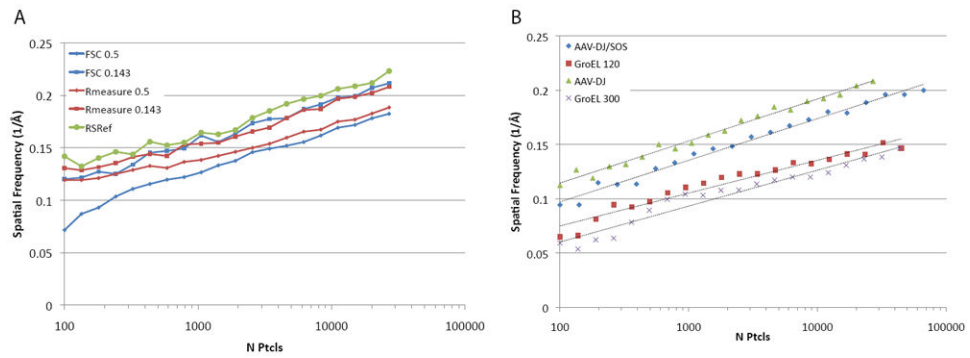 A
0.25
0.2
0.15
0.1
0.05
0
Spatial Frequency (1/Å)
FSC 0.5
FSC 0.143
Rmeasure 0.5
Rmeasure 0.143
RSRef
100
1000
10000
100000
N Ptcls
B
0.25
0.2
0.15
0.1
0.05
0
Spatial Frequency (1/Å)
AAV-DJ/SOS
GroEL 120
AAV-DJ
GroEL 300
100
1000
10000
100000
N Ptcls